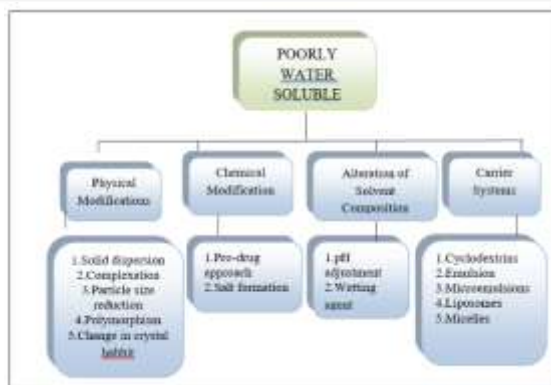 POORLY
WATER
SOLUBLE
Physical
Modifications
Chemical
Modification
Alteration of
Solvent
Composition
Carrier
Systems
1.Solid dispersion
2.Complexation
3.Particle size
reduction
4.Polymorphism
5.Change in crystal
habbit
1.Pro-drug
approach
2.Salt formation
1.pH
adjustment
2.Wetting
agent
1.Cyclodextrins
2.Emulsion
3.Microemulsions
4.Liposomes
5.Micelles